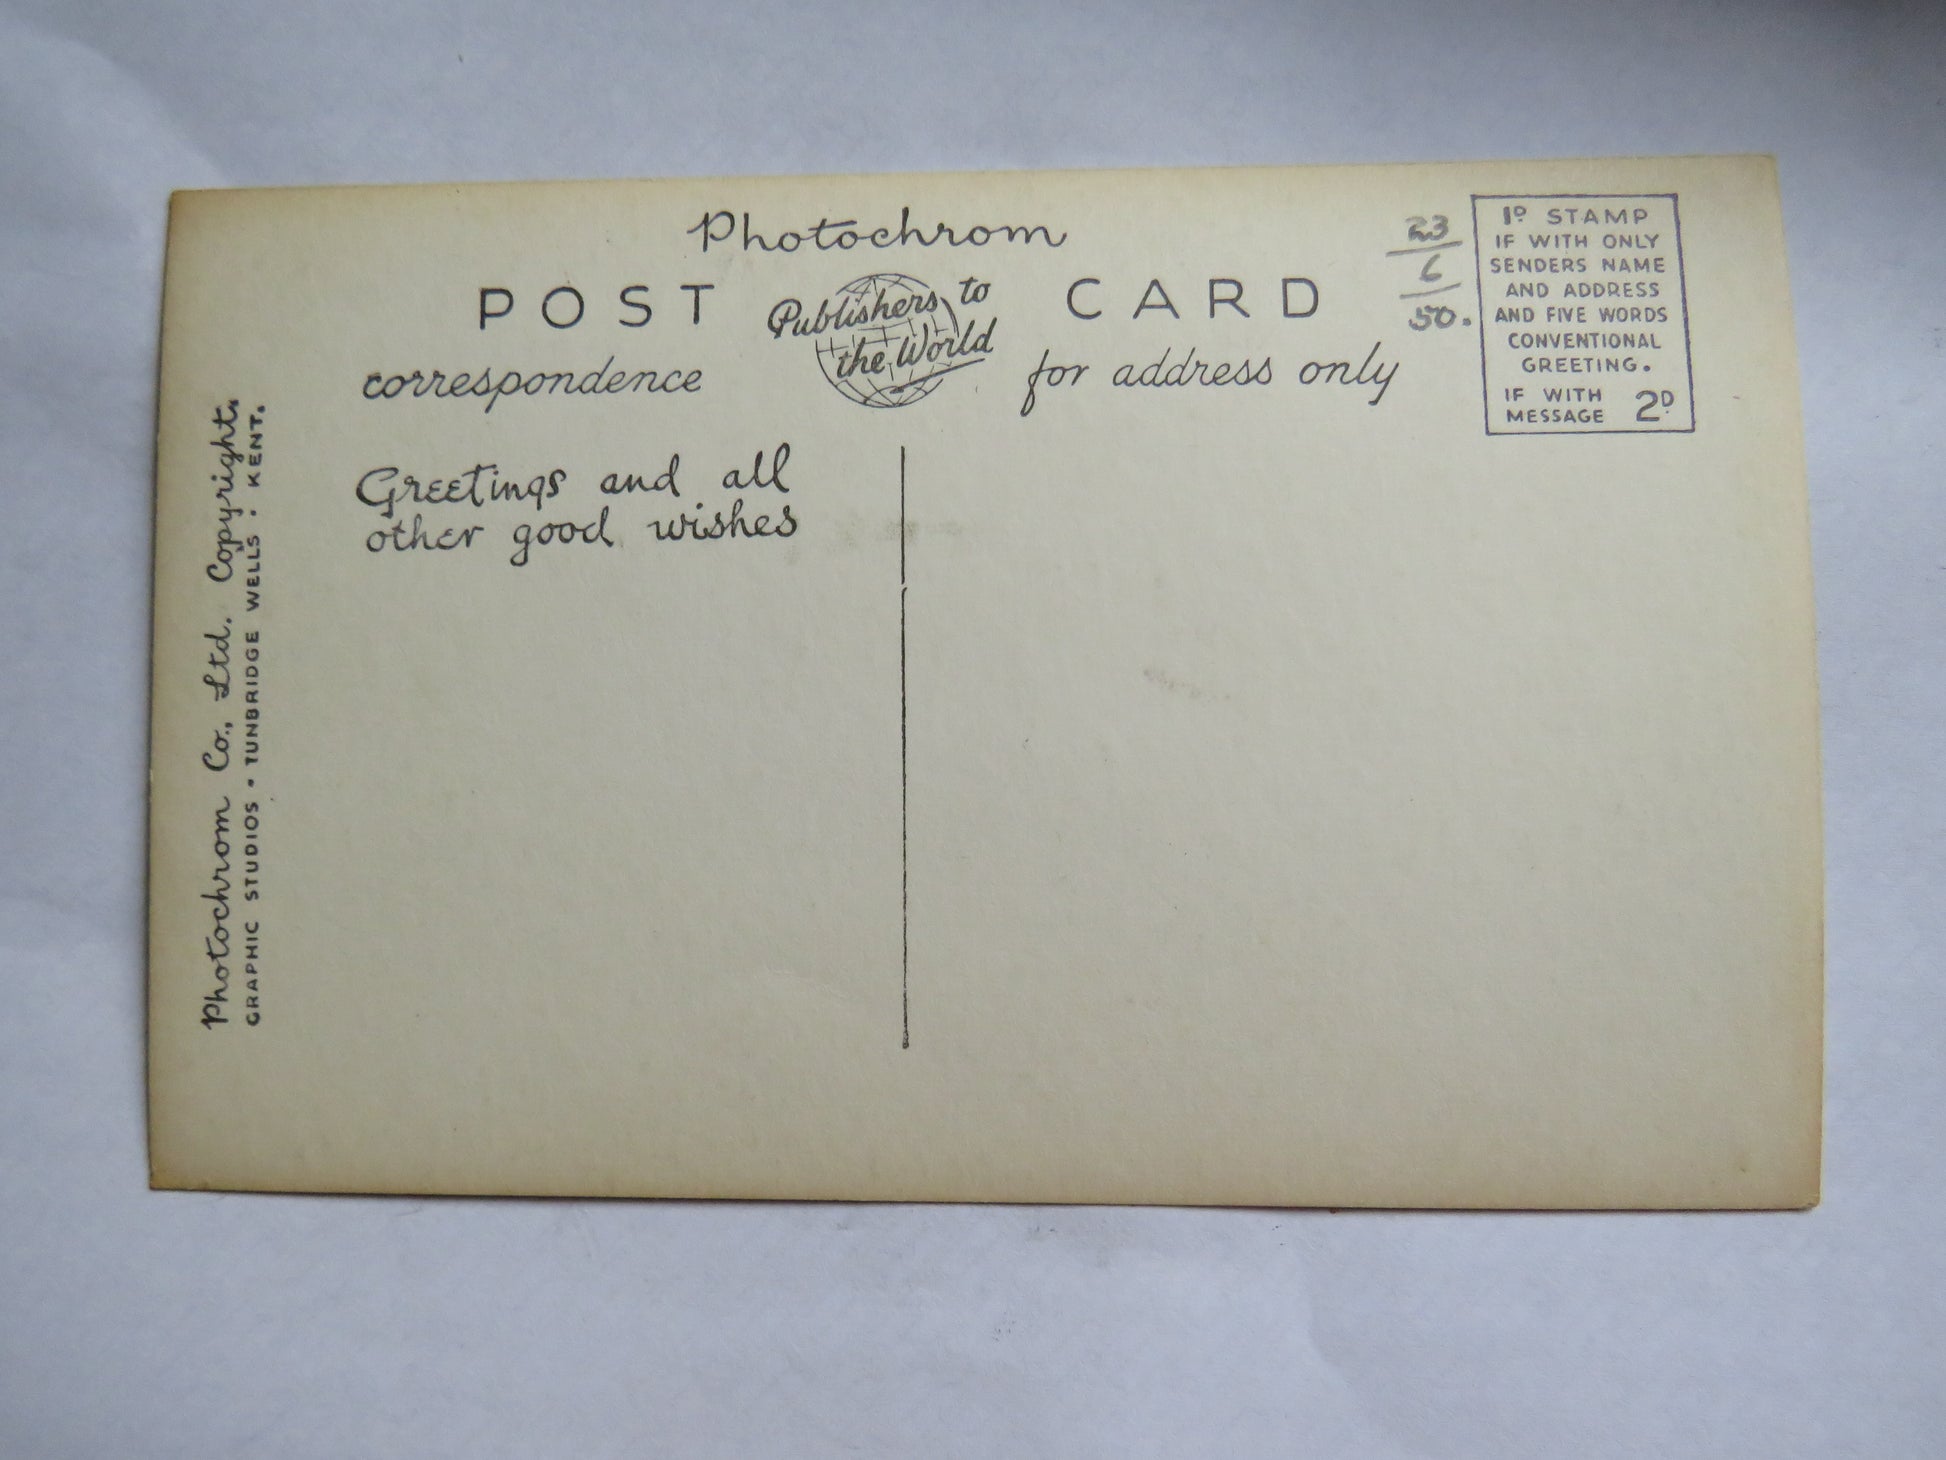 Photochrom
POST CARD
Publishers to
the World
correspondence
for address only
23
6
50.
1D STAMP
IF WITH ONLY
SENDERS NAME
AND ADDRESS
AND FIVE WORDS
CONVENTIONAL
GREETING.
IF WITH
MESSAGE 2D
Greetings and all
other good wishes
Photochrom Co., Ltd. Copyright.
GRAPHIC STUDIOS • TUNBRIDGE WELLS • KENT.